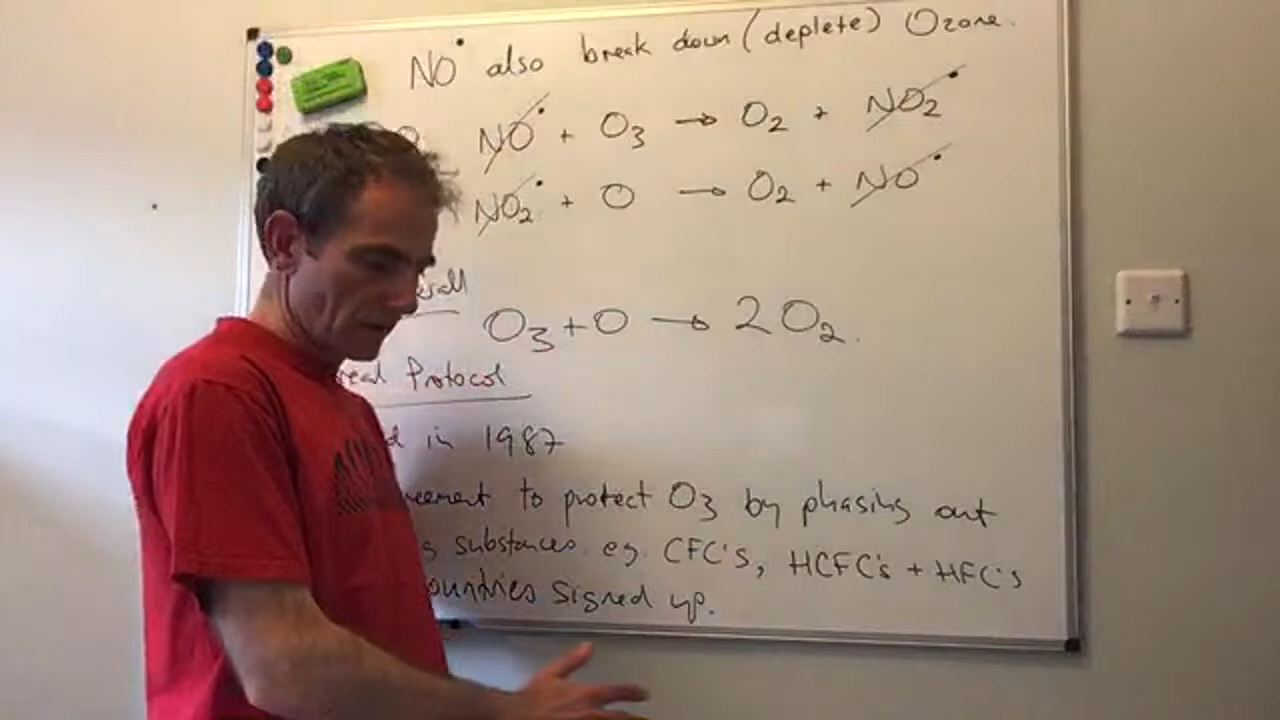 NO• also break down (deplete) Ozone.
NO• + O₃ → O₂ + NO₂•
NO₂• + O → O₂ + NO•
O₃ + O → 2O₂.
Protocol
in 1987
to protect O₃ by phasing out
substances eg. CFC's, HCFC's + HFC's
signed up.